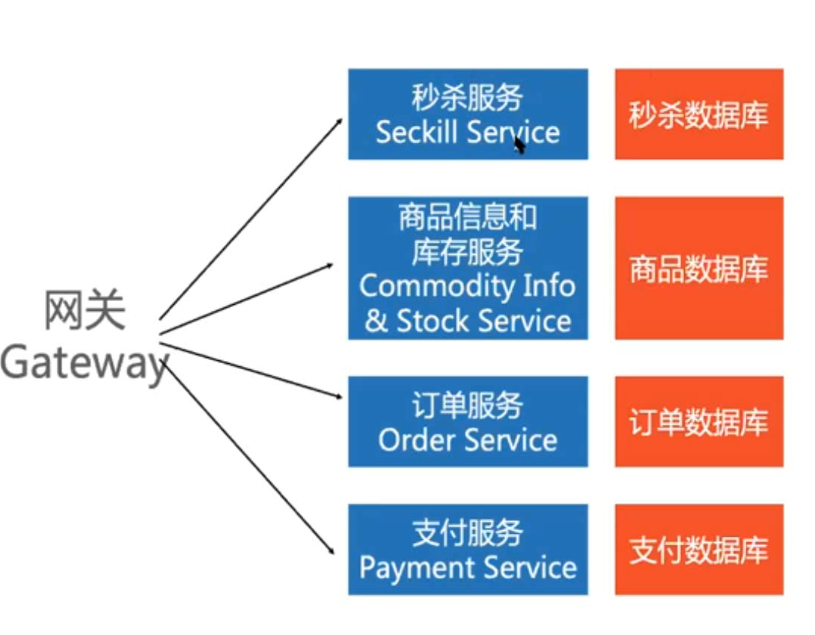 网关
Gateway
秒杀服务
Seckill Service
秒杀数据库
商品信息和
库存服务
Commodity Info
& Stock Service
商品数据库
订单服务
Order Service
订单数据库
支付服务
Payment Service
支付数据库